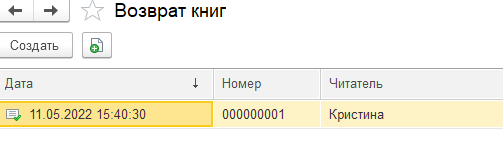 Возврат книг
Создать
Дата Номер Читатель
11.05.2022 15:40:30 000000001 Кристина